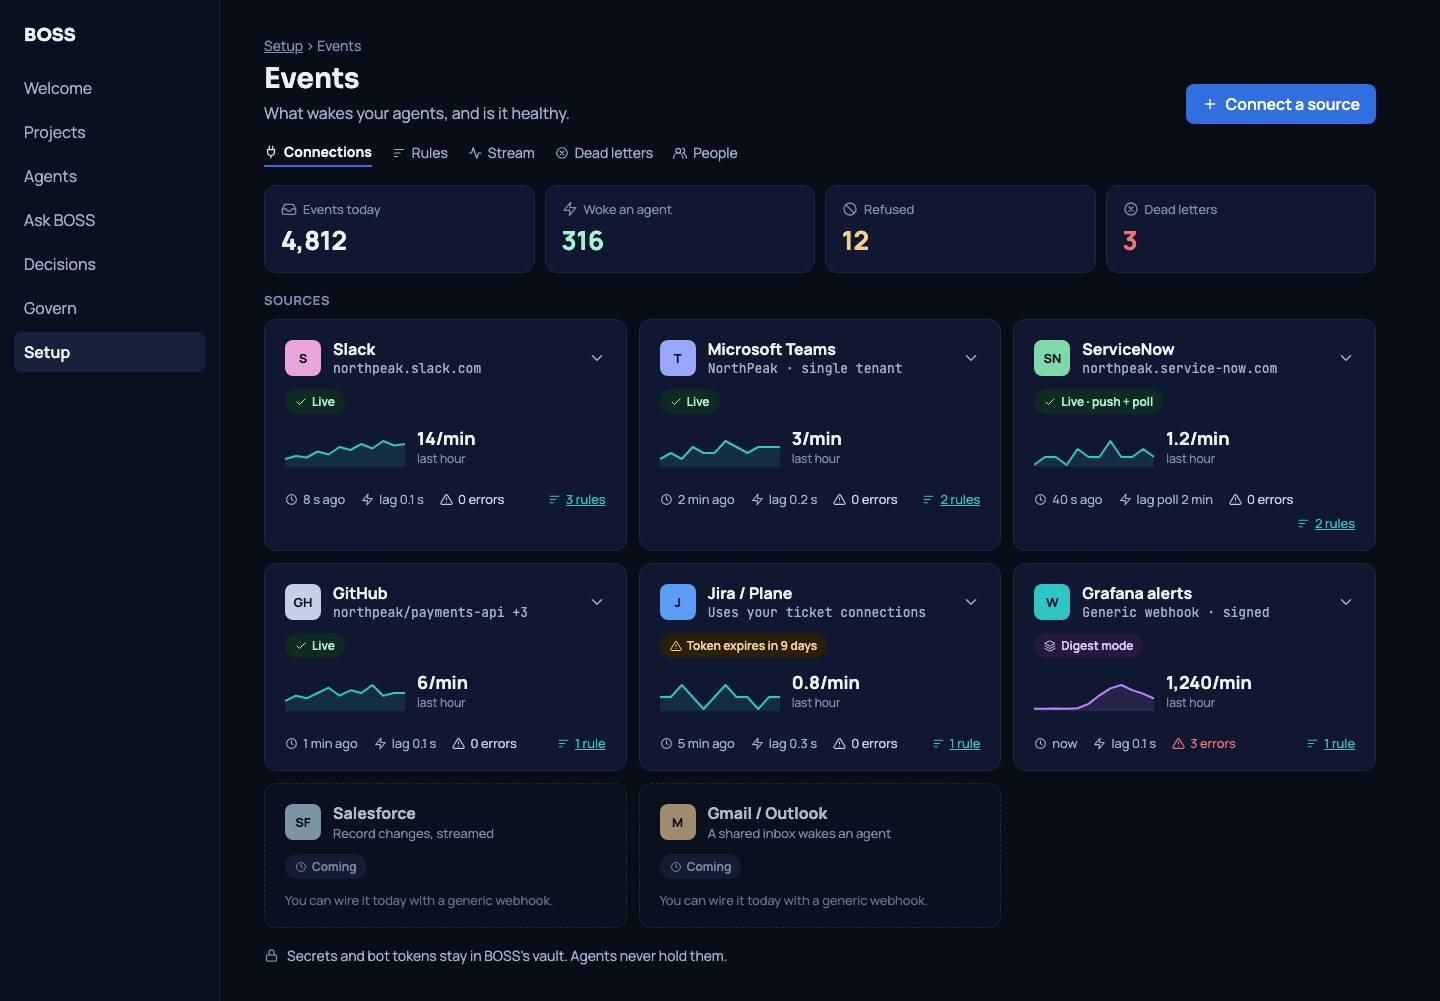 BOSS
Welcome
Projects
Agents
Ask BOSS
Decisions
Govern
Setup
Setup › Events
Events
What wakes your agents, and is it healthy.
Connect a source
Connections Rules Stream Dead letters People
Events today
4,812
Woke an agent
316
Refused
12
Dead letters
3
SOURCES
S
Slack
northpeak.slack.com
Live
14/min
last hour
8 s ago lag 0.1 s 0 errors 3 rules
T
Microsoft Teams
NorthPeak · single tenant
Live
3/min
last hour
2 min ago lag 0.2 s 0 errors 2 rules
SN
ServiceNow
northpeak.service-now.com
Live · push + poll
1.2/min
last hour
40 s ago lag poll 2 min 0 errors
2 rules
GH
GitHub
northpeak/payments-api +3
Live
6/min
last hour
1 min ago lag 0.1 s 0 errors 1 rule
J
Jira / Plane
Uses your ticket connections
Token expires in 9 days
0.8/min
last hour
5 min ago lag 0.3 s 0 errors 1 rule
W
Grafana alerts
Generic webhook · signed
Digest mode
1,240/min
last hour
now lag 0.1 s 3 errors 1 rule
SF
Salesforce
Record changes, streamed
Coming
You can wire it today with a generic webhook.
M
Gmail / Outlook
A shared inbox wakes an agent
Coming
You can wire it today with a generic webhook.
Secrets and bot tokens stay in BOSS's vault. Agents never hold them.